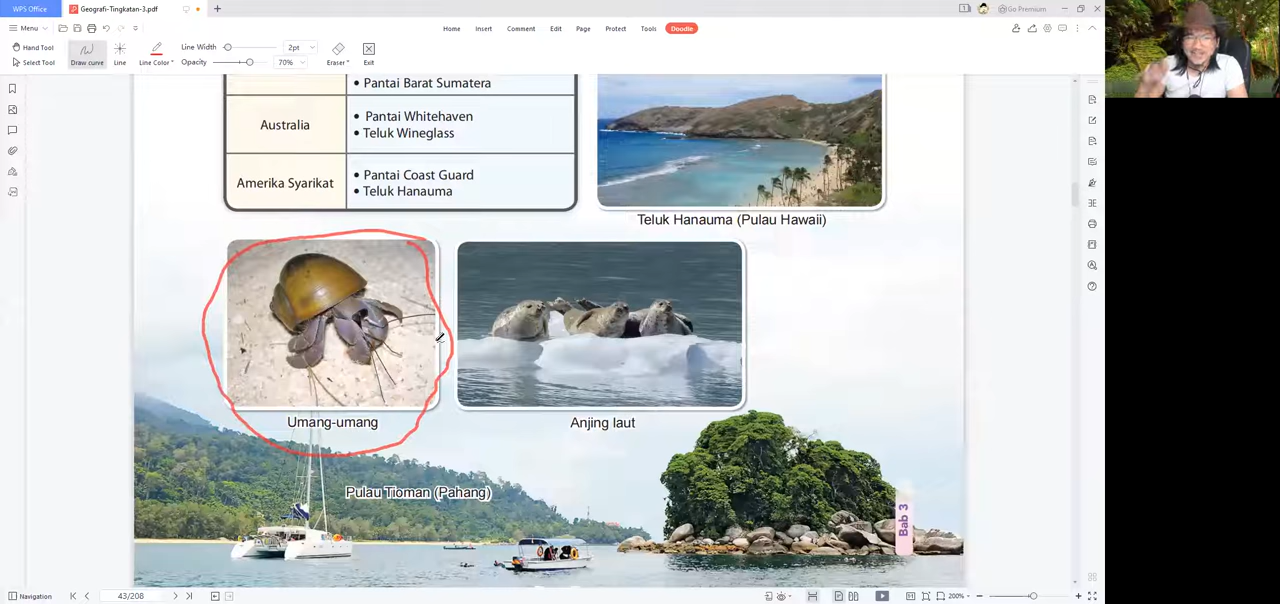 WPS Office
Geografi-Tingkatan-3.pdf
Go Premium
Menu
Home
Insert
Comment
Edit
Page
Protect
Tools
Doodle
Hand Tool
Select Tool
Draw curve
Line
Line Color
Line Width
2pt
Opacity
70%
Eraser
Exit
• Pantai Barat Sumatera
Australia
• Pantai Whitehaven
• Teluk Wineglass
Amerika Syarikat
• Pantai Coast Guard
• Teluk Hanauma
Teluk Hanauma (Pulau Hawaii)
Umang-umang
Anjing laut
Pulau Tioman (Pahang)
Bab 3
Navigation
43/208
200%